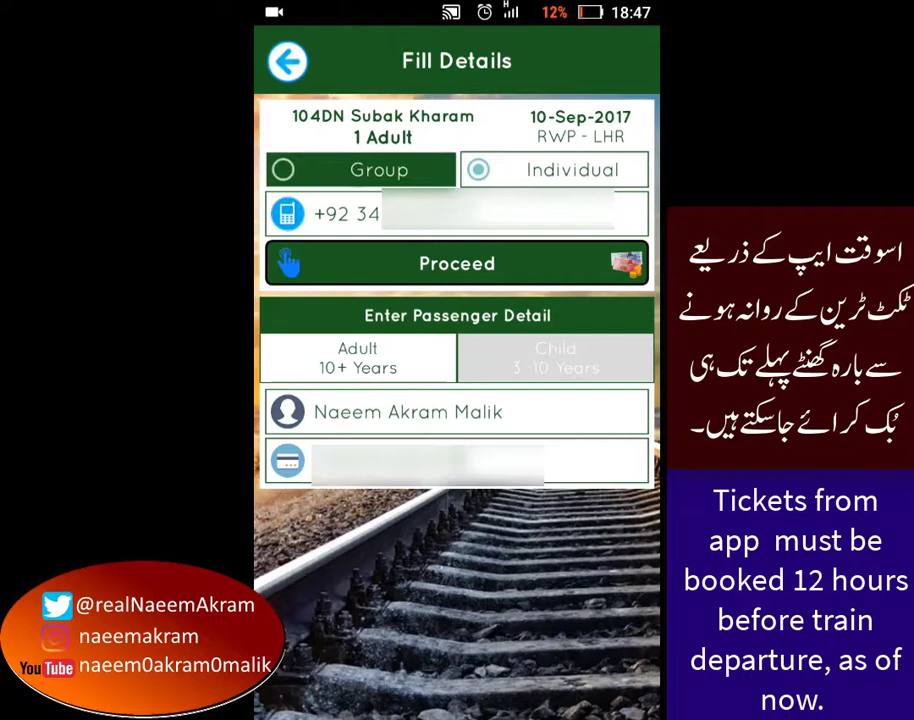 H
12%
18:47
Fill Details
104DN Subak Kharam
10-Sep-2017
1 Adult
RWP - LHR
Group
Individual
+92 34
Proceed
Enter Passenger Detail
Adult
10+ Years
Child
3 -10 Years
Naeem Akram Malik
اسوقت ایپ کے ذریعے
ٹکٹ ٹرین کے روانہ ہونے
سے بارہ گھنٹے پہلے تک ہی
بُک کرائے جاسکتے ہیں۔
Tickets from
app must be
booked 12 hours
before train
departure, as of
now.
@realNaeemAkram
naeemakram
YouTube naeem0akram0malik